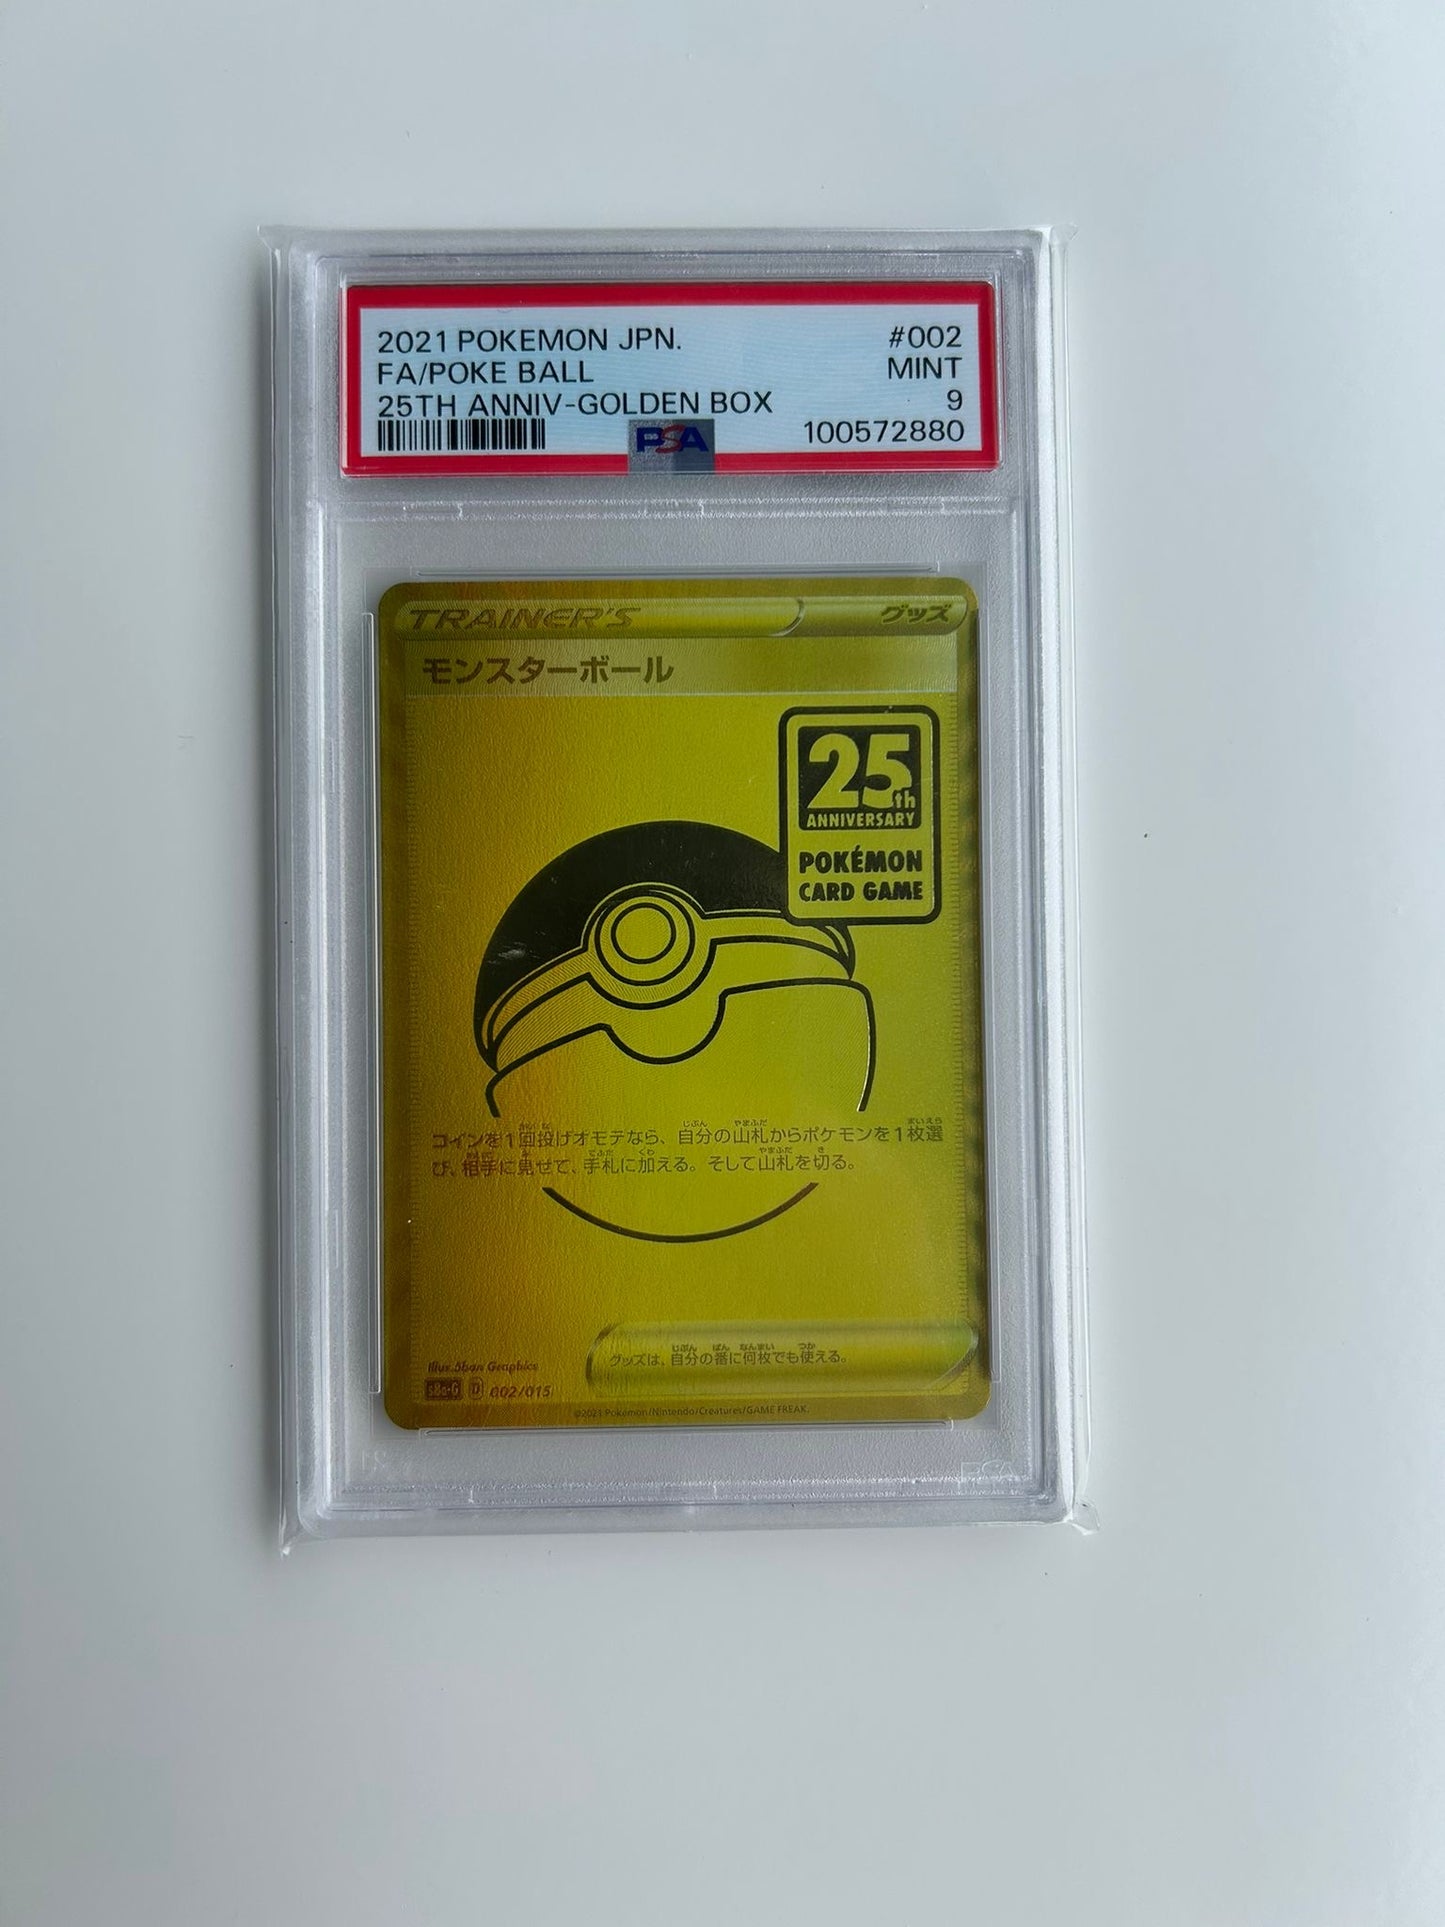 2021 POKEMON JPN. #002
FA/POKE BALL MINT
25TH ANNIV-GOLDEN BOX 9
PSA 100572880
TRAINER'S グッズ
モンスターボール
25th
ANNIVERSARY
POKÉMON
CARD GAME
コインを1回投げオモテなら、自分の山札からポケモンを1枚選
び、相手に見せて、手札に加える。そして山札を切る。
グッズは、自分の番に何枚でも使える。
Illus. 5ban Graphics
s8a-G D 002/015
©2021 Pokémon/Nintendo/Creatures/GAME FREAK.
PSA